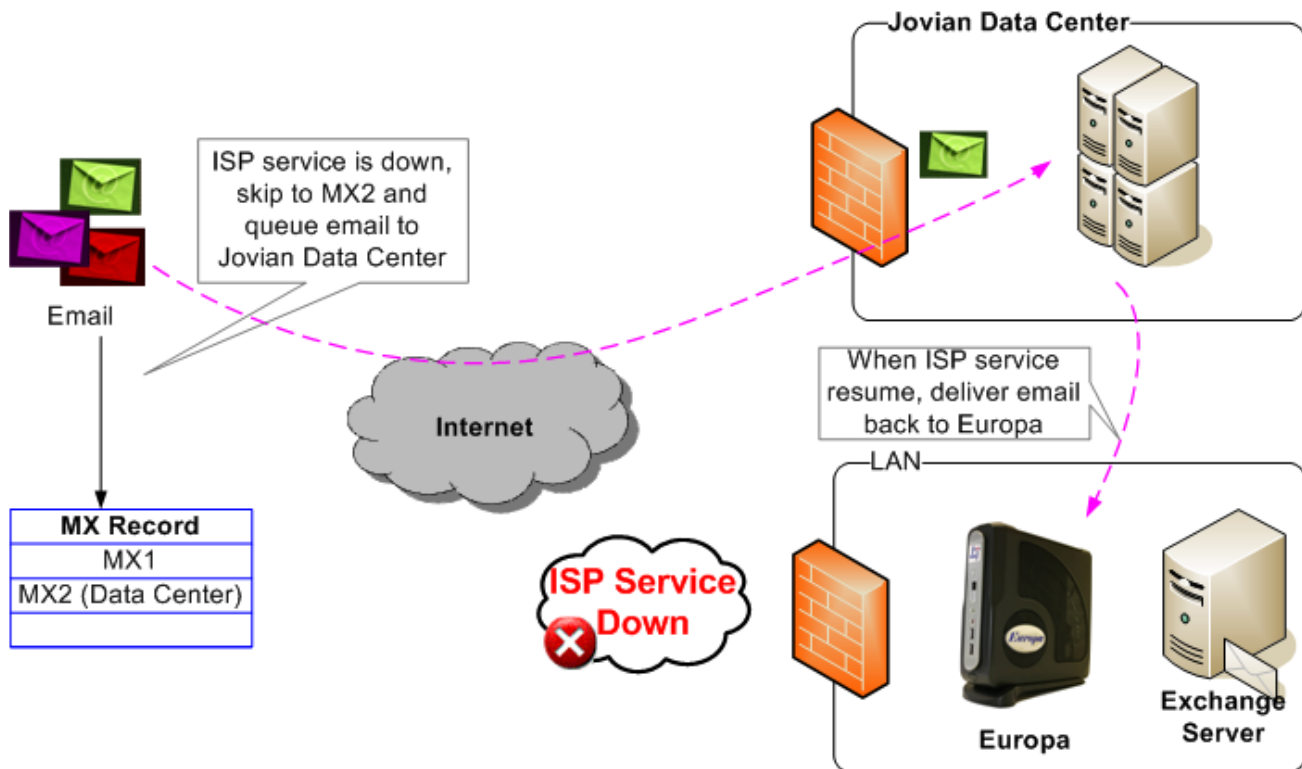 Jovian Data Center
ISP service is down,
skip to MX2 and
queue email to
Jovian Data Center
Email
Internet
When ISP service
resume, deliver email
back to Europa
LAN
MX Record
MX1
MX2 (Data Center)
ISP Service
Down
Europa
Europa
Exchange
Server